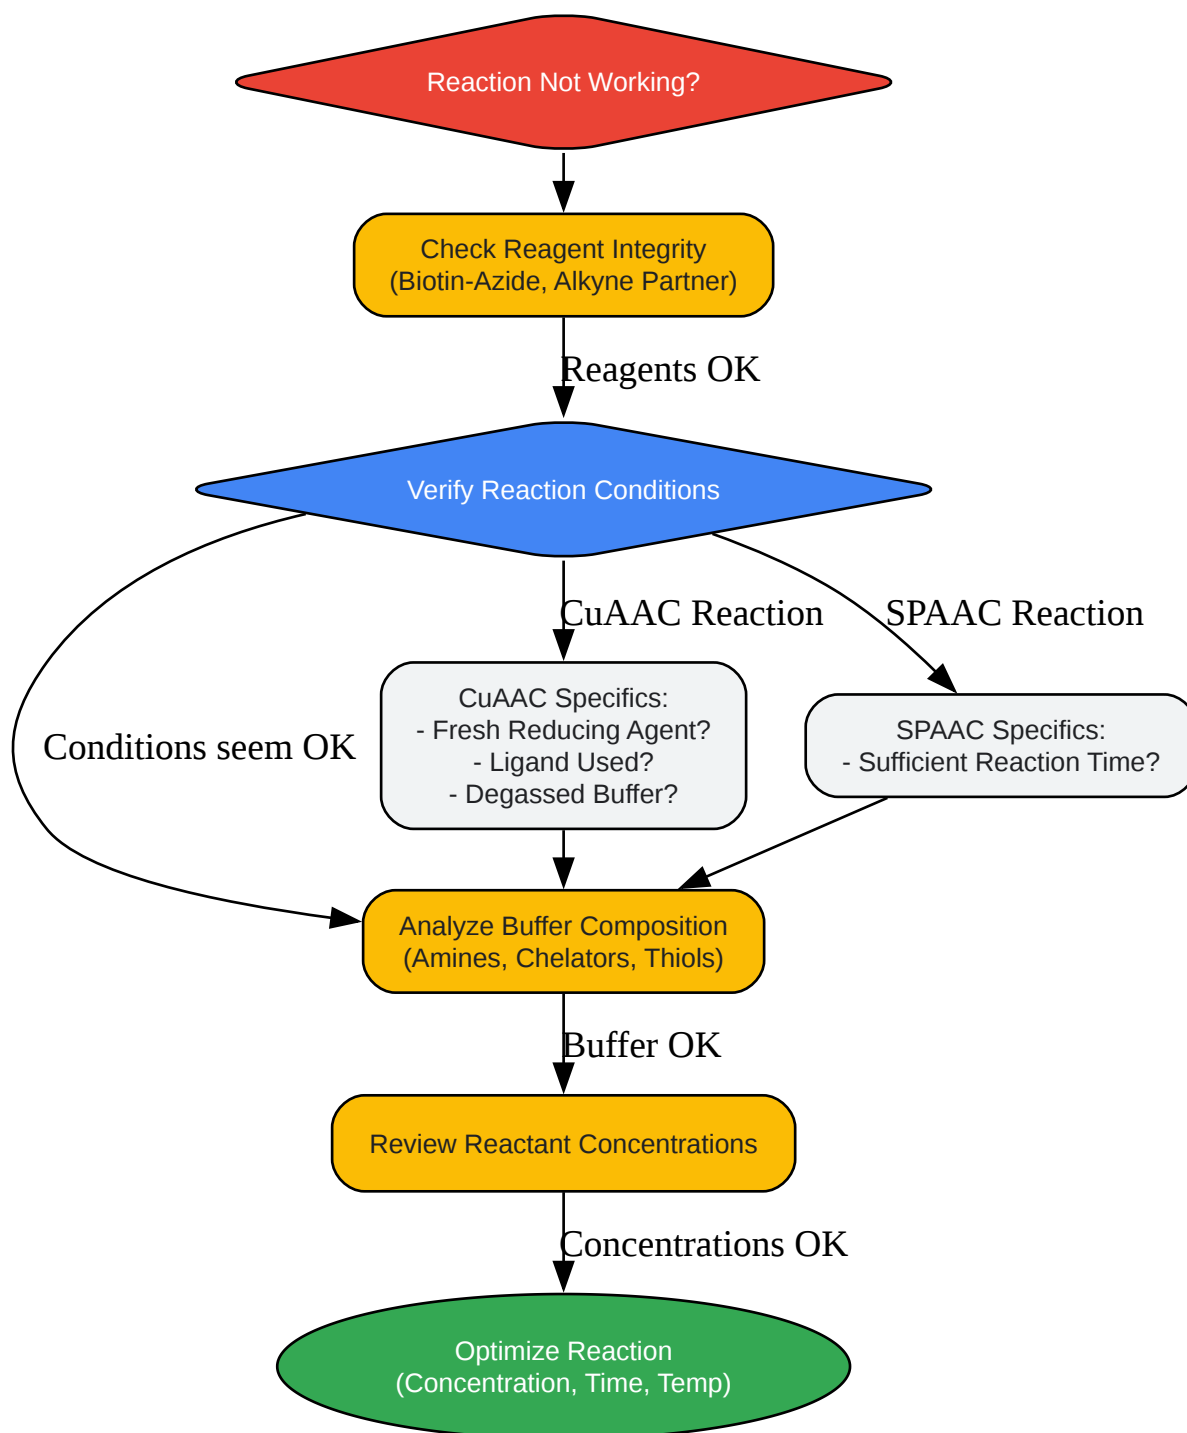 Reaction Not Working?
Check Reagent Integrity
(Biotin-Azide, Alkyne Partner)
Reagents OK
Verify Reaction Conditions
CuAAC Reaction
SPAAC Reaction
Conditions seem OK
CuAAC Specifics:
- Fresh Reducing Agent?
- Ligand Used?
- Degassed Buffer?
SPAAC Specifics:
- Sufficient Reaction Time?
Analyze Buffer Composition
(Amines, Chelators, Thiols)
Buffer OK
Review Reactant Concentrations
Concentrations OK
Optimize Reaction
(Concentration, Time, Temp)